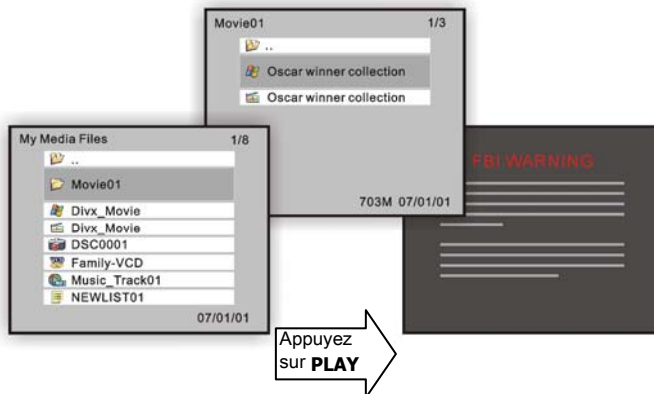 Movie01 1/3
..
Oscar winner collection
Oscar winner collection
703M 07/01/01
My Media Files 1/8
..
Movie01
Divx_Movie
Divx_Movie
DSC0001
Family-VCD
Music_Track01
NEWLIST01
07/01/01
FBI WARNING
Appuyez
sur PLAY